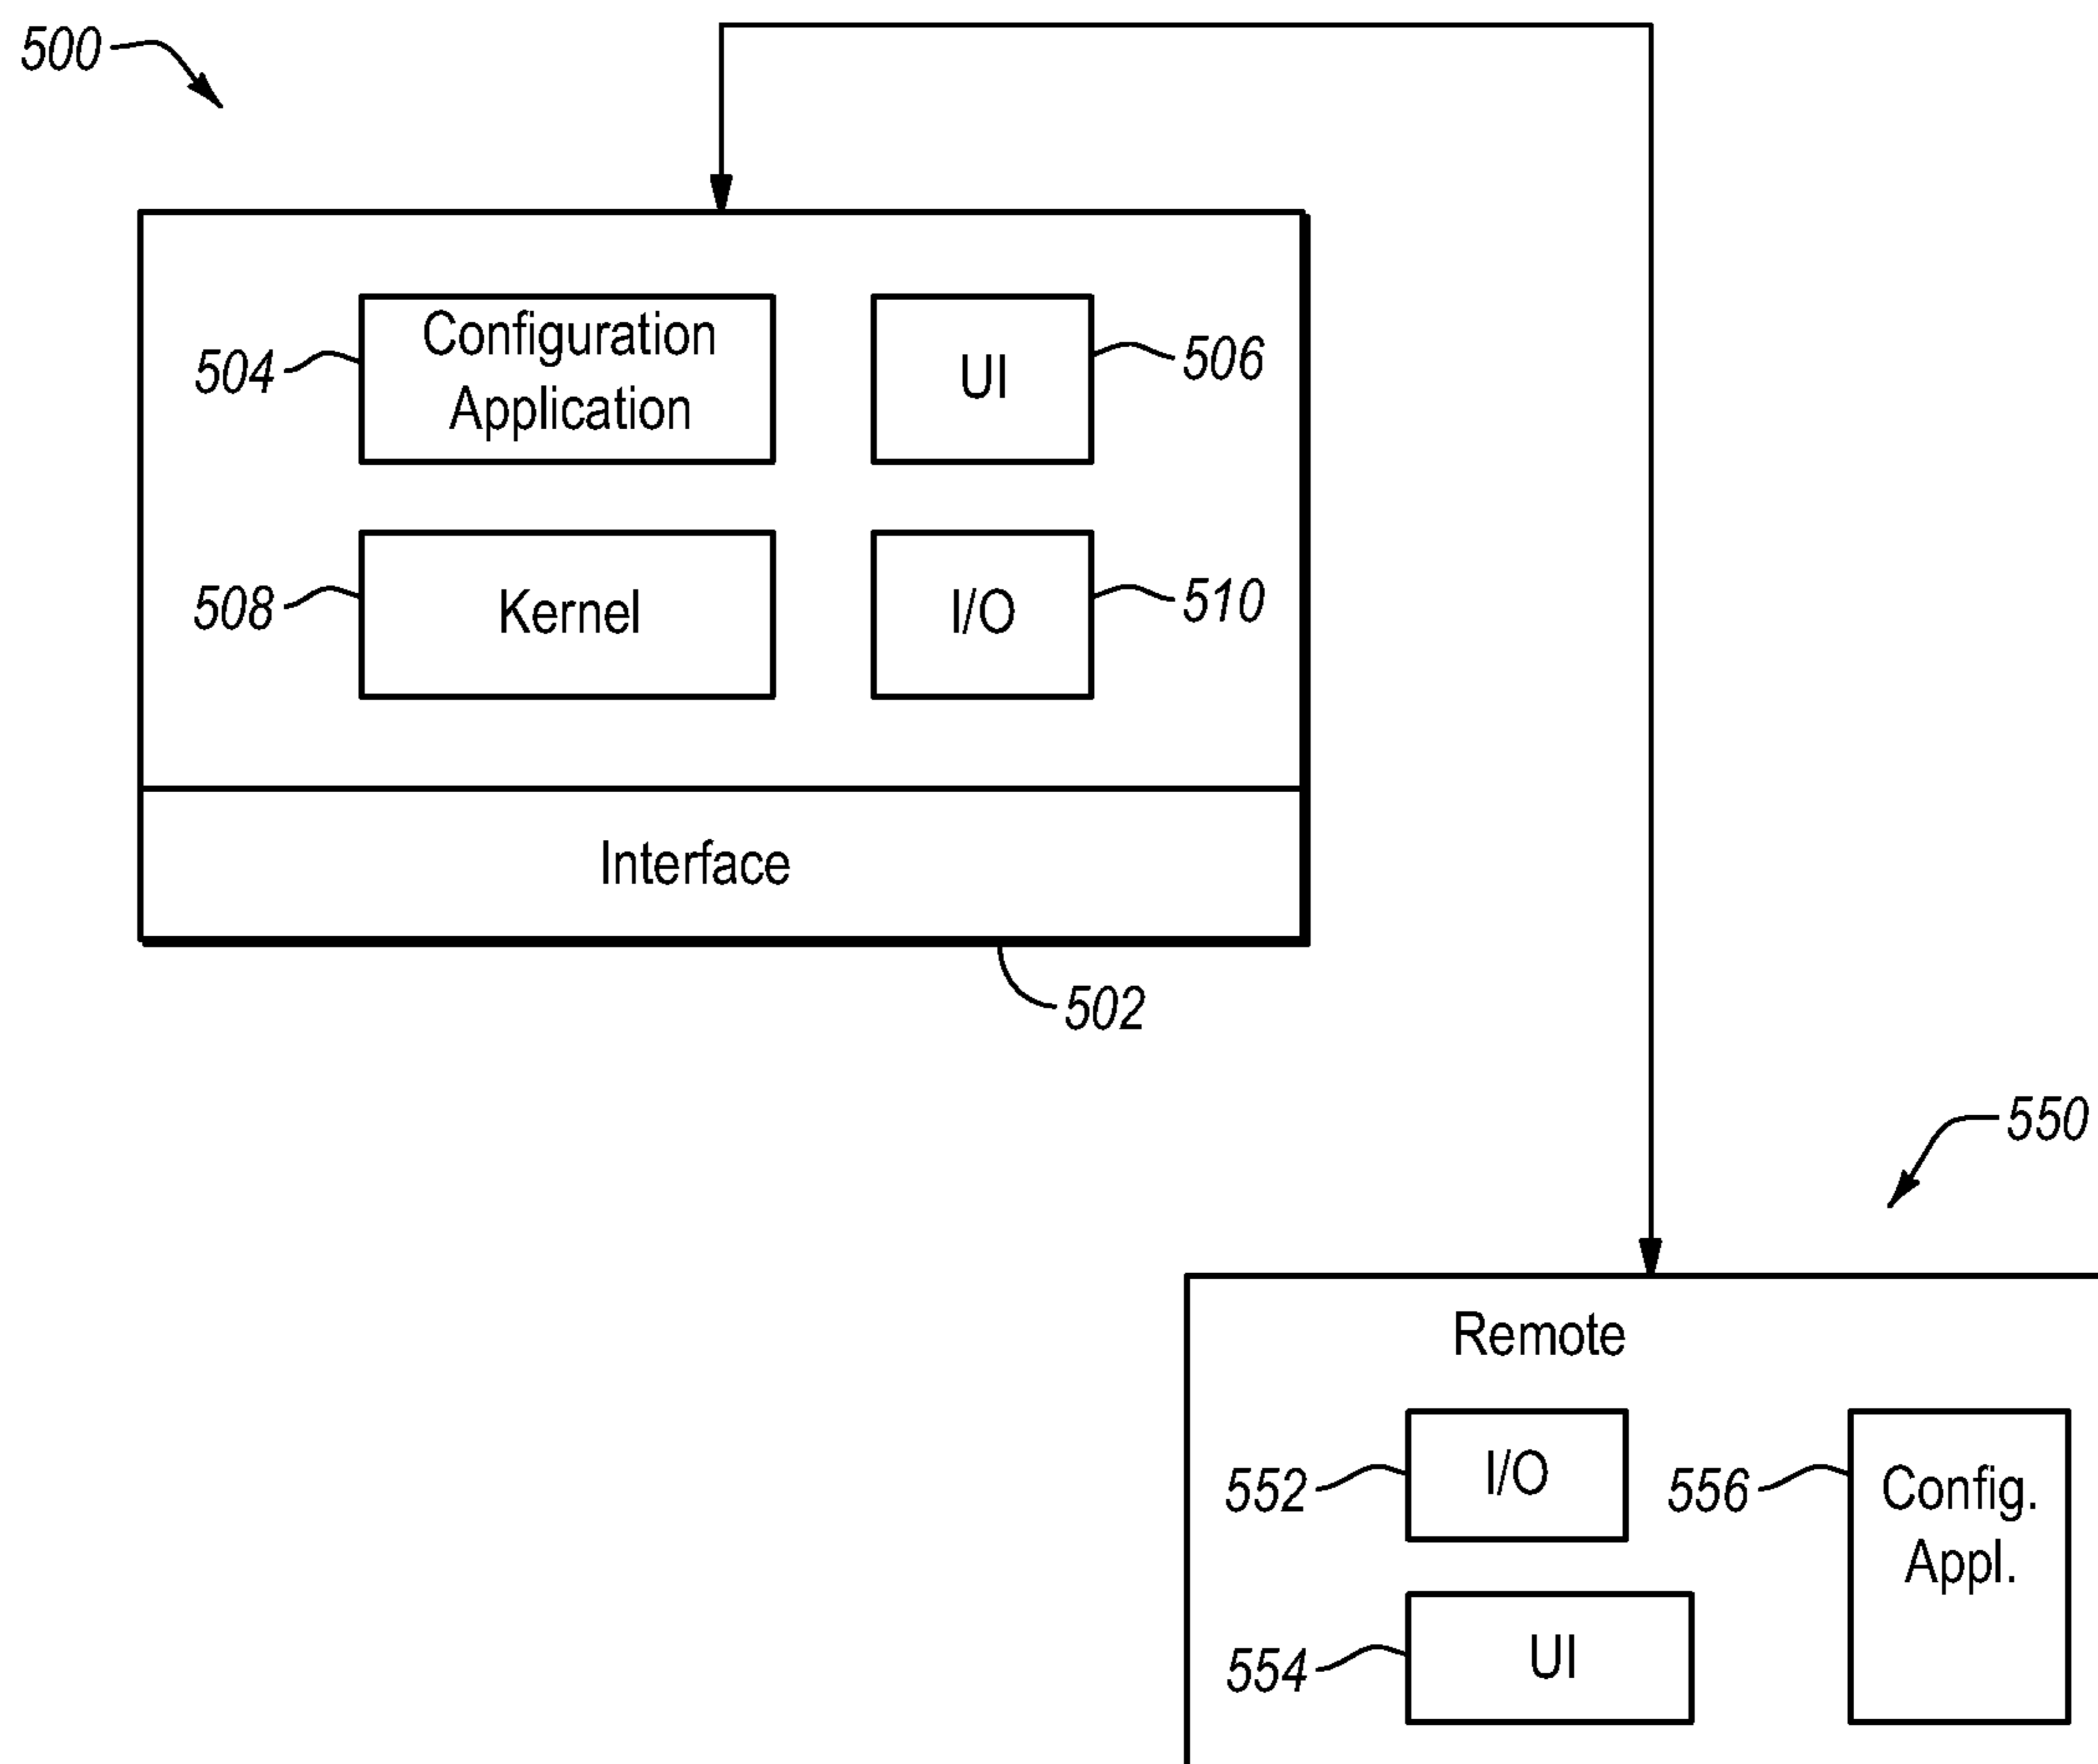 500
504
Configuration
Application
UI
506
508
Kernel
I/O
510
Interface
502
550
Remote
552
I/O
556
Config.
Appl.
554
UI